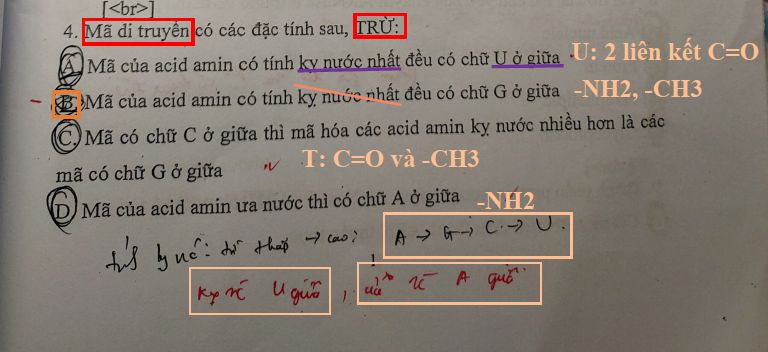 [<br>]
4. Mã di truyền có các đặc tính sau, TRỪ:
A. Mã của acid amin có tính kỵ nước nhất đều có chữ U ở giữa U: 2 liên kết C=O
B. Mã của acid amin có tính kỵ nước nhất đều có chữ G ở giữa -NH2, -CH3
C. Mã có chữ C ở giữa thì mã hóa các acid amin kỵ nước nhiều hơn là các
mã có chữ G ở giữa T: C=O và -CH3
D. Mã của acid amin ưa nước thì có chữ A ở giữa -NH2
tính kỵ nc: từ thấp → cao: A → G → C → U.
kỵ nc U giữa, ưa nc A giữa